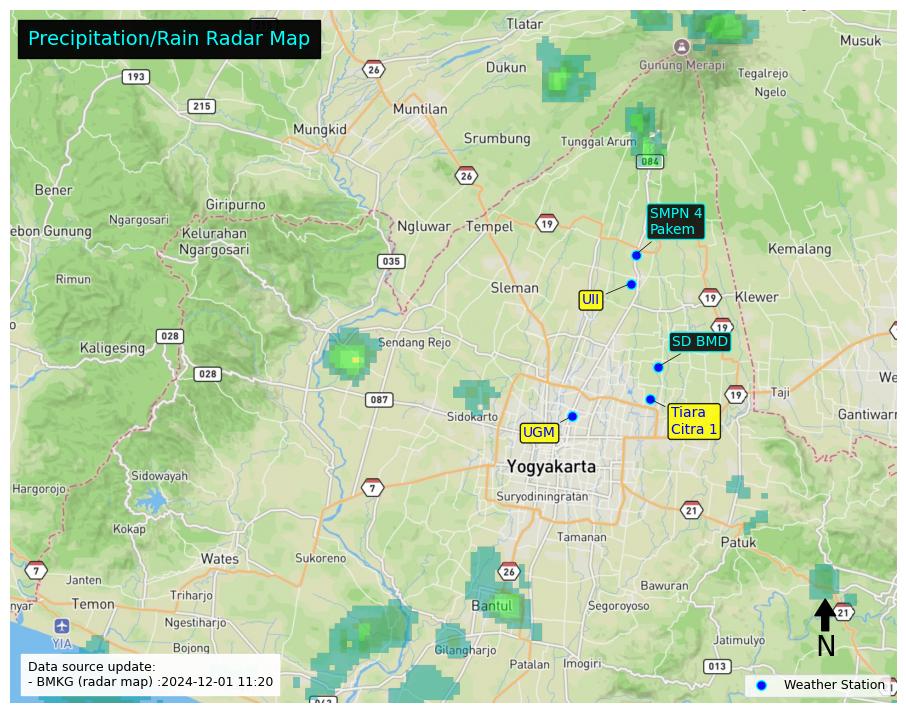 Precipitation/Rain Radar Map
Tlatar
Musuk
26
Dukun
Gunung Merapi
Tegalrejo
193
Ngelo
215
Muntilan
Mungkid
Srumbung
Tunggal Arum
084
26
Bener
Giripurno
SMPN 4
Pakem
Ngargosari
Kelurahan
Ngargosari
ebon Gunung
Ngluwar
Tempel
19
Kemalang
035
Rimun
Sleman
UII
19
Klewer
19
028
Sendang Rejo
SD BMD
Kaligesing
028
We
087
19
Taji
Sidokarto
Tiara
Citra 1
Gantiwarn
UGM
Yogyakarta
Sidowayah
Hargorojo
7
Suryodiningratan
21
Kokap
Tamanan
Patuk
Wates
Sukoreno
7
26
Janten
Bawuran
Triharjo
nyar
Temon
Bantul
Segoroyoso
21
Ngestiharjo
YIA
Jatimulyo
N
Bojong
Gilangharjo
Patalan
Imogiri
013
Data source update:
- BMKG (radar map) :2024-12-01 11:20
Weather Station